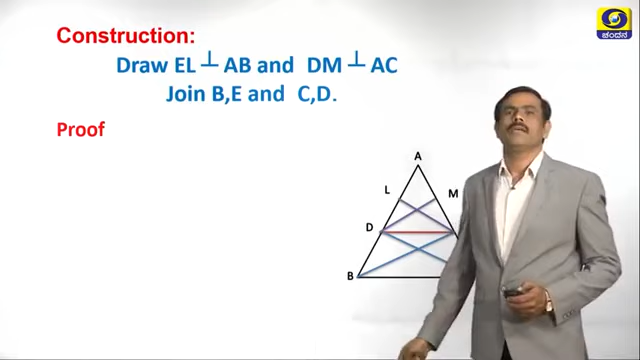 Construction:
Draw EL ⊥ AB and DM ⊥ AC
Join B,E and C,D.
Proof
A
L
M
D
B
ಚಂದನ